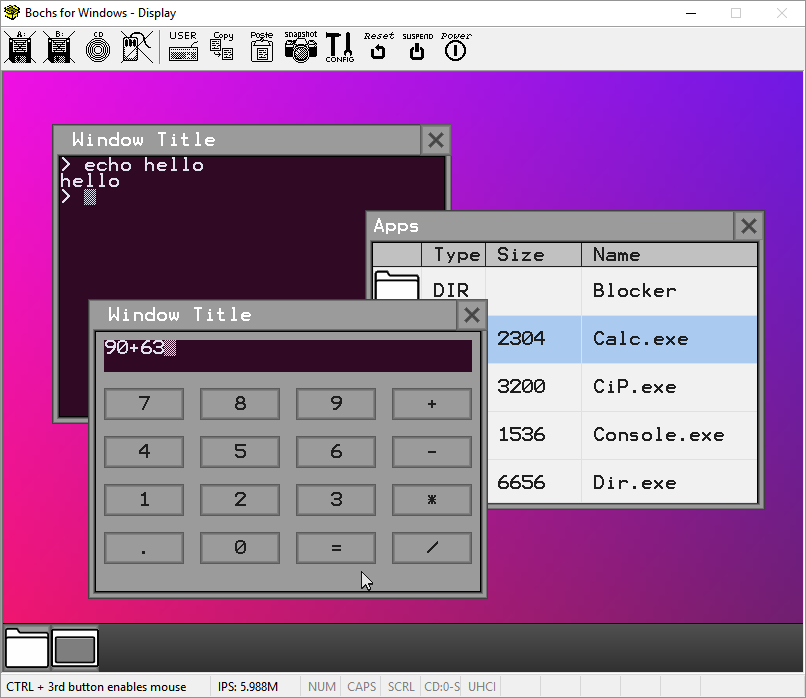 Bochs for Windows - Display
A: B: CD USER Copy Paste snapshot CONFIG Reset SUSPEND Power
Window Title
> echo hello
hello
>
Apps
Type Size Name
DIR Blocker
2304 Calc.exe
3200 CiP.exe
1536 Console.exe
6656 Dir.exe
Window Title
90+63
7 8 9 +
4 5 6 -
1 2 3 *
. 0 = /
CTRL + 3rd button enables mouse IPS: 5.988M NUM CAPS SCRL CD:0-S UHCI